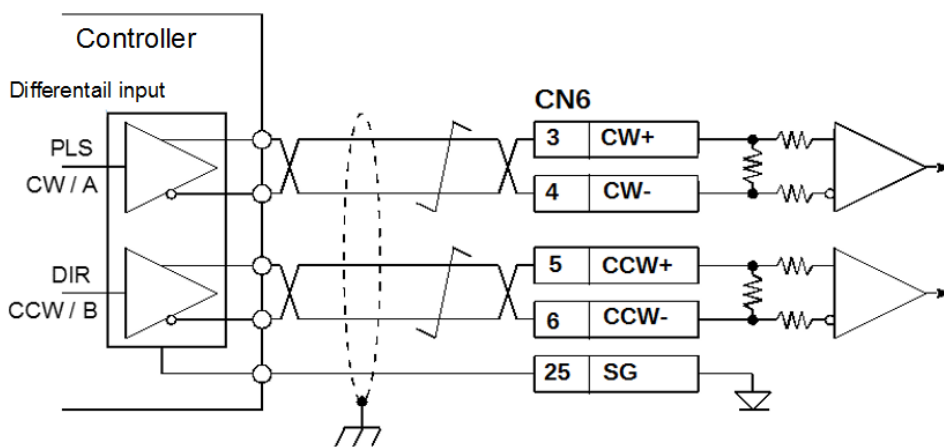 Controller
Differentail input
CN6
PLS
3 CW+
CW / A
4 CW-
DIR
5 CCW+
CCW / B
6 CCW-
25 SG